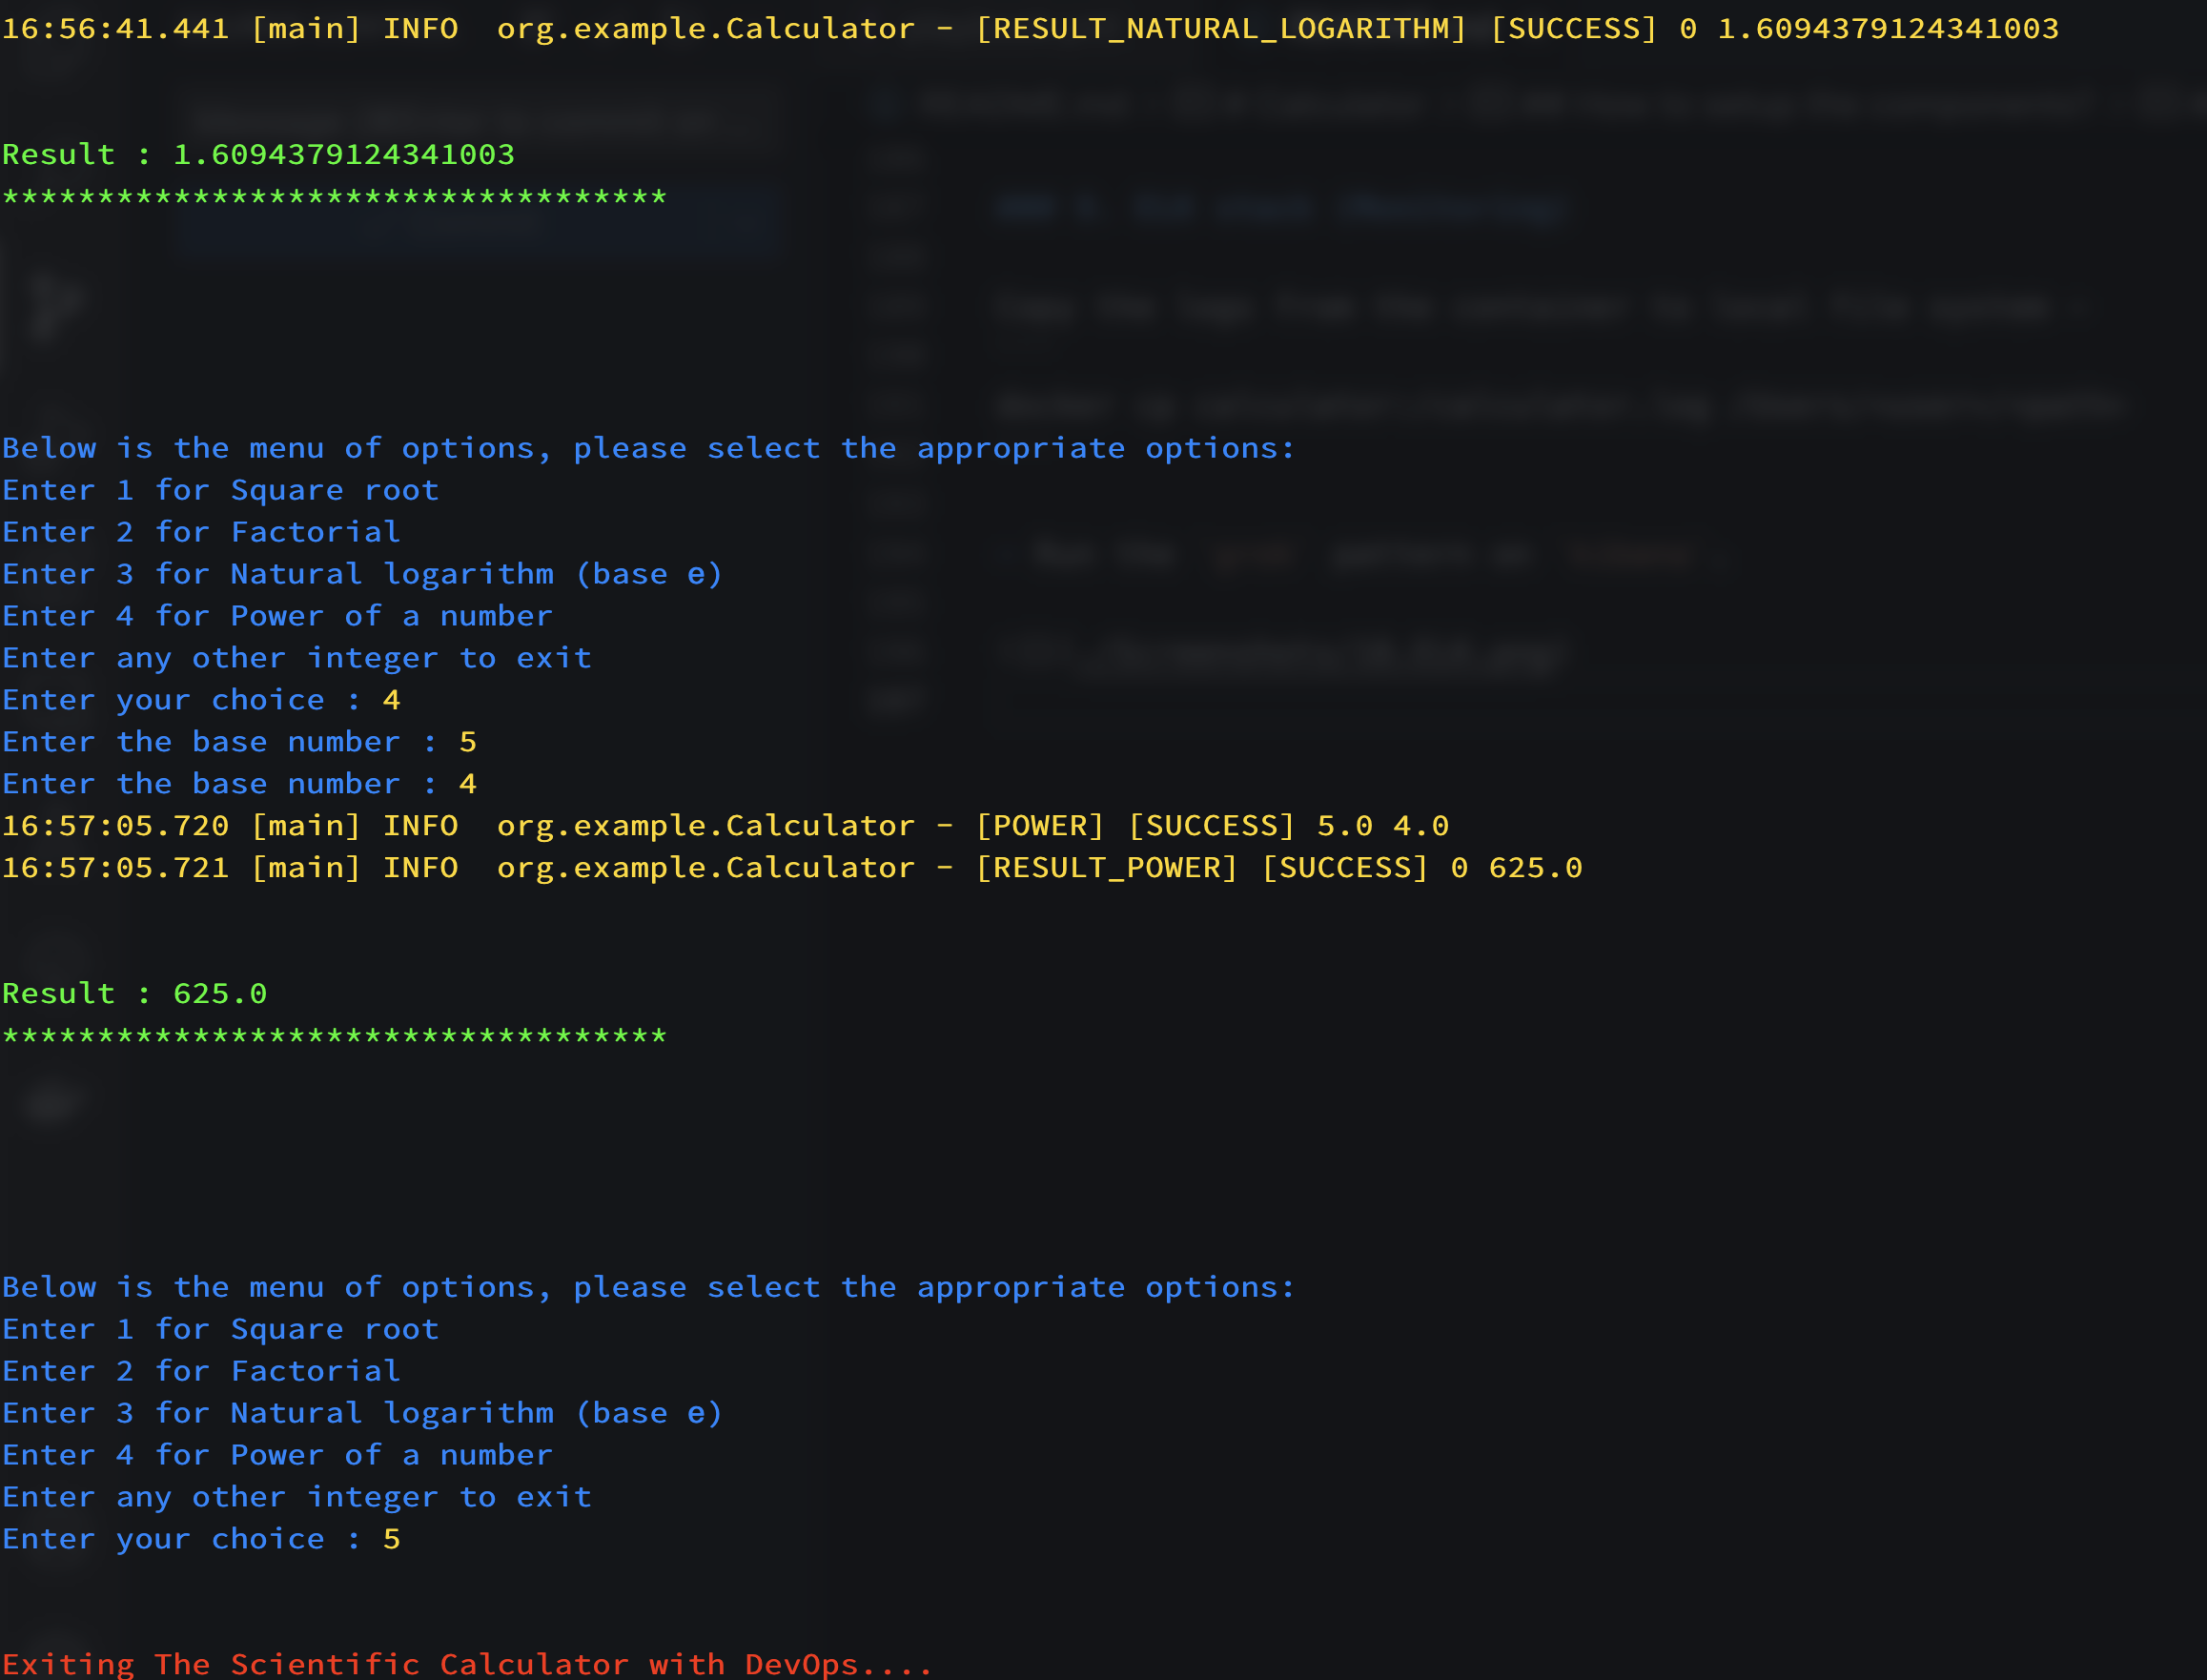 16:56:41.441 [main] INFO  org.example.Calculator - [RESULT_NATURAL_LOGARITHM] [SUCCESS] 0 1.6094379124341003
Result : 1.6094379124341003
***********************************
Below is the menu of options, please select the appropriate options:
Enter 1 for Square root
Enter 2 for Factorial
Enter 3 for Natural logarithm (base e)
Enter 4 for Power of a number
Enter any other integer to exit
Enter your choice : 4
Enter the base number : 5
Enter the base number : 4
16:57:05.720 [main] INFO  org.example.Calculator - [POWER] [SUCCESS] 5.0 4.0
16:57:05.721 [main] INFO  org.example.Calculator - [RESULT_POWER] [SUCCESS] 0 625.0
Result : 625.0
***********************************
Below is the menu of options, please select the appropriate options:
Enter 1 for Square root
Enter 2 for Factorial
Enter 3 for Natural logarithm (base e)
Enter 4 for Power of a number
Enter any other integer to exit
Enter your choice : 5
Exiting The Scientific Calculator with DevOps....